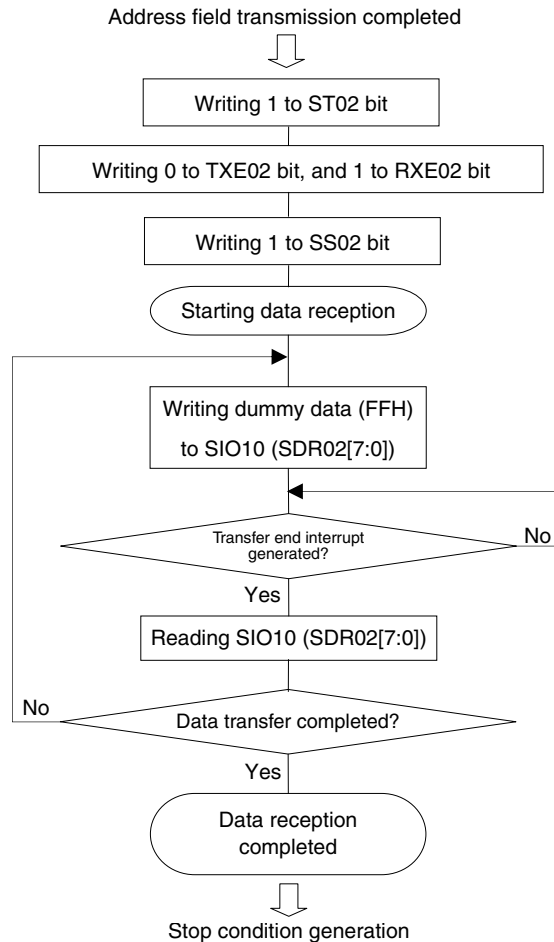 Address field transmission completed
Writing 1 to ST02 bit
Writing 0 to TXE02 bit, and 1 to RXE02 bit
Writing 1 to SS02 bit
Starting data reception
Writing dummy data (FFH)
to SIO10 (SDR02[7:0])
Transfer end interrupt
generated?
No
Yes
Reading SIO10 (SDR02[7:0])
No
Data transfer completed?
Yes
Data reception
completed
Stop condition generation